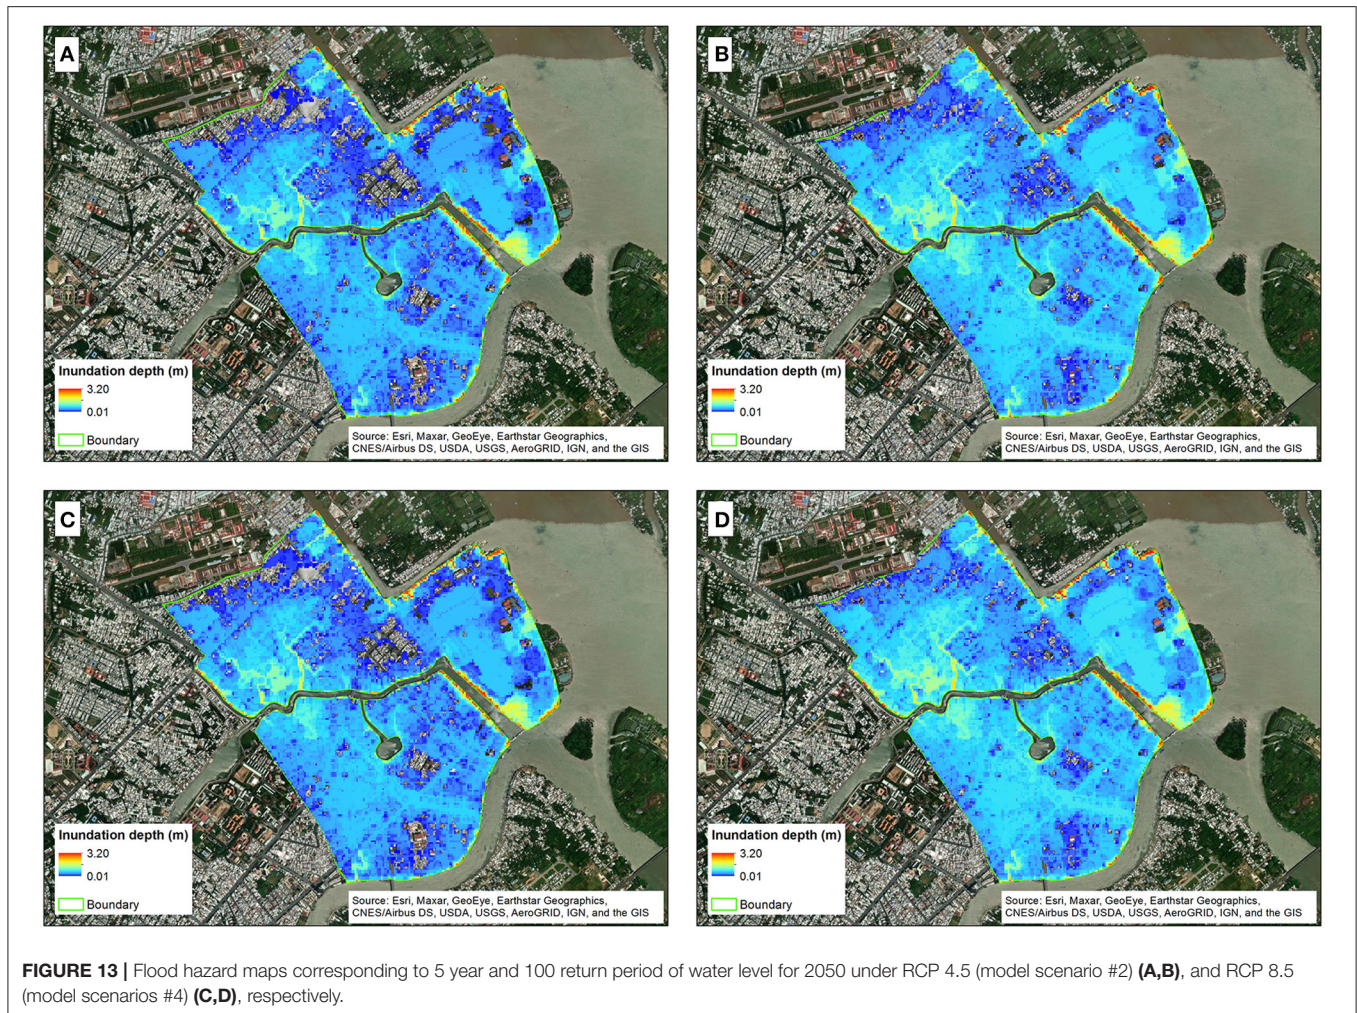 A
Inundation depth (m)
3.20
0.01
Boundary
Source: Esri, Maxar, GeoEye, Earthstar Geographics,
CNES/Airbus DS, USDA, USGS, AeroGRID, IGN, and the GIS
B
Inundation depth (m)
3.20
0.01
Boundary
Source: Esri, Maxar, GeoEye, Earthstar Geographics,
CNES/Airbus DS, USDA, USGS, AeroGRID, IGN, and the GIS
C
Inundation depth (m)
3.20
0.01
Boundary
Source: Esri, Maxar, GeoEye, Earthstar Geographics,
CNES/Airbus DS, USDA, USGS, AeroGRID, IGN, and the GIS
D
Inundation depth (m)
3.20
0.01
Boundary
Source: Esri, Maxar, GeoEye, Earthstar Geographics,
CNES/Airbus DS, USDA, USGS, AeroGRID, IGN, and the GIS
FIGURE 13 | Flood hazard maps corresponding to 5 year and 100 return period of water level for 2050 under RCP 4.5 (model scenario #2) (A,B), and RCP 8.5
(model scenarios #4) (C,D), respectively.